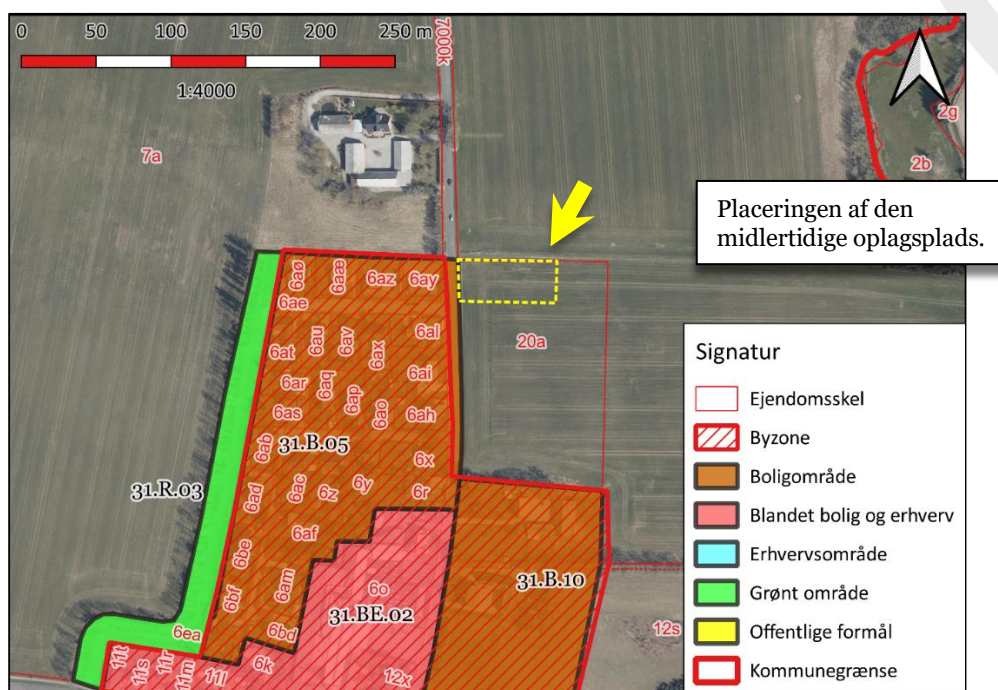 0 50 100 150 200 250 m
1:4000
7000k
7a
2g
2b
Placeringen af den
midlertidige oplagsplads.
6aø 6aæ 6az 6ay
6ae
6au 6av 6ax 6al
6at
20a
6ar 6aq 6ap 6ao 6ai
6as 6ah
6ab 31.B.05
6x
31.R.03
6ad 6ac 6z 6y 6r
6af
6be
6bf 6am 6o 31.B.10
31.BE.02
6ea 6bd 12s
11t 11s 11r 11m 11l 6k 12x
Signatur
Ejendomsskel
Byzone
Boligområde
Blandet bolig og erhverv
Erhvervsområde
Grønt område
Offentlige formål
Kommunegrænse